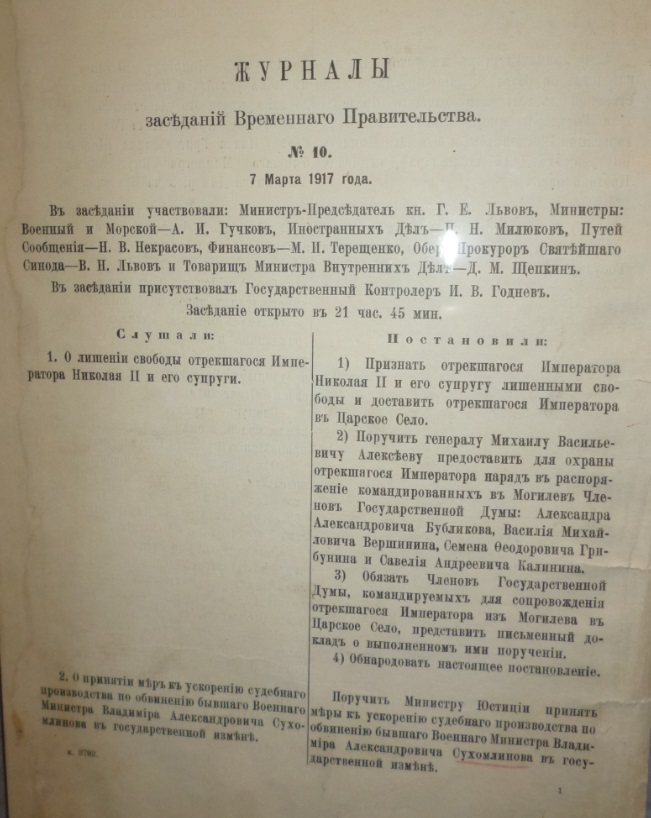 ЖУРНАЛЫ
засѣданій Временнаго Правительства.
№ 10.
7 Марта 1917 года.
Въ засѣданіи участвовали: Министръ-Предсѣдатель кн. Г. Е. Львовъ, Министры:
Военный и Морской—А. И. Гучковъ, Иностранныхъ Дѣлъ—П. Н. Милюковъ, Путей
Сообщенія—Н. В. Некрасовъ, Финансовъ—М. И. Терещенко, Оберъ Прокуроръ Святѣйшаго
Синода—В. Н. Львовъ и Товарищъ Министра Внутреннихъ Дѣлъ—Д. М. Щепкинъ.
Въ засѣданіи присутствовалъ Государственный Контролеръ И. В. Годневъ.
Засѣданіе открыто въ 21 час. 45 мин.
Слушали:
1. О лишеніи свободы отрекшагося Импе-
ратора Николая II и его супруги.
2. О принятіи мѣръ къ ускоренію судебнаго
производства по обвиненію бывшаго Военнаго
Министра Владиміра Александровича Сухо-
млинова въ государственной измѣнѣ.
Постановили:
1) Признать отрекшагося Императора
Николая II и его супругу лишенными сво-
боды и доставить отрекшагося Императора
въ Царское Село.
2) Поручить генералу Михаилу Василье-
вичу Алексѣеву предоставить для охраны
отрекшагося Императора нарядъ въ распоря-
женіе командированныхъ въ Могилевъ Чле-
новъ Государственной Думы: Александра
Александровича Бубликова, Василія Михай-
ловича Вершинина, Семена Ѳеодоровича Гри-
бунина и Савелія Андреевича Калинина.
3) Обязать Членовъ Государственной
Думы, командируемыхъ для сопровожденія
отрекшагося Императора изъ Могилева въ
Царское Село, представить письменный до-
кладъ о выполненномъ ими порученіи.
4) Обнародовать настоящее постановленіе.
Поручить Министру Юстиціи принять
мѣры къ ускоренію судебнаго производства по
обвиненію бывшаго Военнаго Министра Влади-
міра Александровича Сухомлинова въ госу-
дарственной измѣнѣ.
1